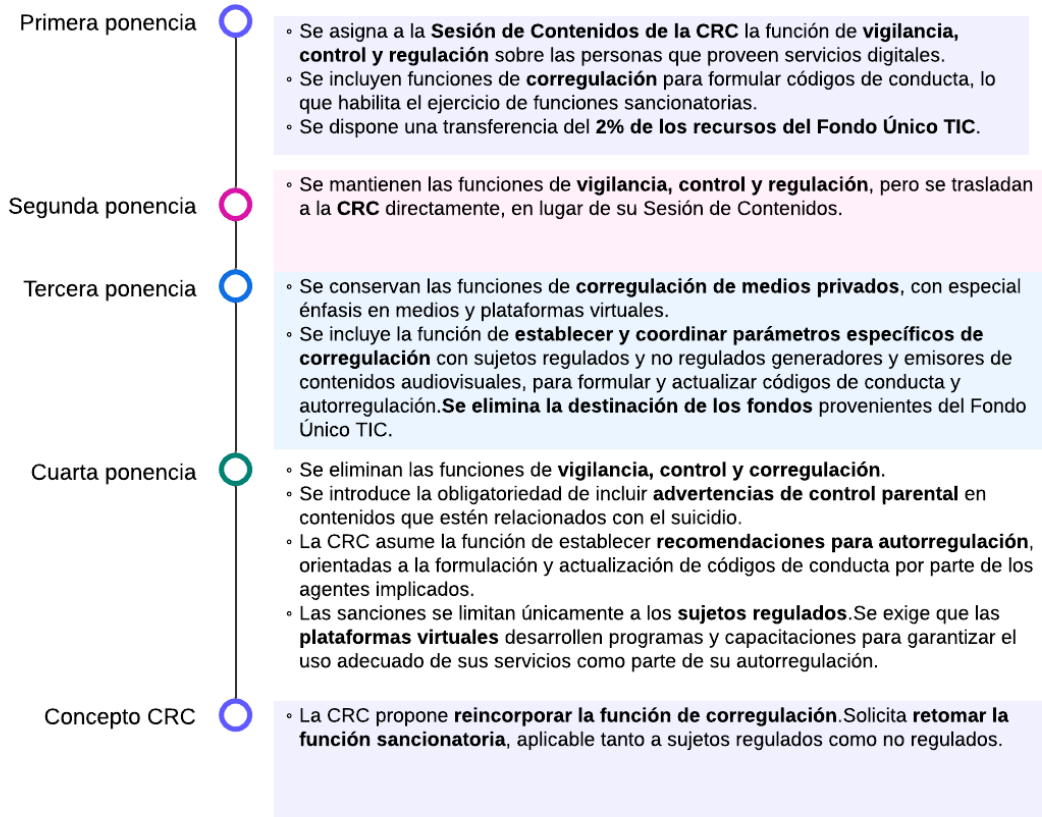 Primera ponencia
◦ Se asigna a la Sesión de Contenidos de la CRC la función de vigilancia,
control y regulación sobre las personas que proveen servicios digitales.
◦ Se incluyen funciones de corregulación para formular códigos de conducta, lo
que habilita el ejercicio de funciones sancionatorias.
◦ Se dispone una transferencia del 2% de los recursos del Fondo Único TIC.
Segunda ponencia
◦ Se mantienen las funciones de vigilancia, control y regulación, pero se trasladan
a la CRC directamente, en lugar de su Sesión de Contenidos.
Tercera ponencia
◦ Se conservan las funciones de corregulación de medios privados, con especial
énfasis en medios y plataformas virtuales.
◦ Se incluye la función de establecer y coordinar parámetros específicos de
corregulación con sujetos regulados y no regulados generadores y emisores de
contenidos audiovisuales, para formular y actualizar códigos de conducta y
autorregulación.Se elimina la destinación de los fondos provenientes del Fondo
Único TIC.
Cuarta ponencia
◦ Se eliminan las funciones de vigilancia, control y corregulación.
◦ Se introduce la obligatoriedad de incluir advertencias de control parental en
contenidos que estén relacionados con el suicidio.
◦ La CRC asume la función de establecer recomendaciones para autorregulación,
orientadas a la formulación y actualización de códigos de conducta por parte de los
agentes implicados.
◦ Las sanciones se limitan únicamente a los sujetos regulados.Se exige que las
plataformas virtuales desarrollen programas y capacitaciones para garantizar el
uso adecuado de sus servicios como parte de su autorregulación.
Concepto CRC
◦ La CRC propone reincorporar la función de corregulación.Solicita retomar la
función sancionatoria, aplicable tanto a sujetos regulados como no regulados.